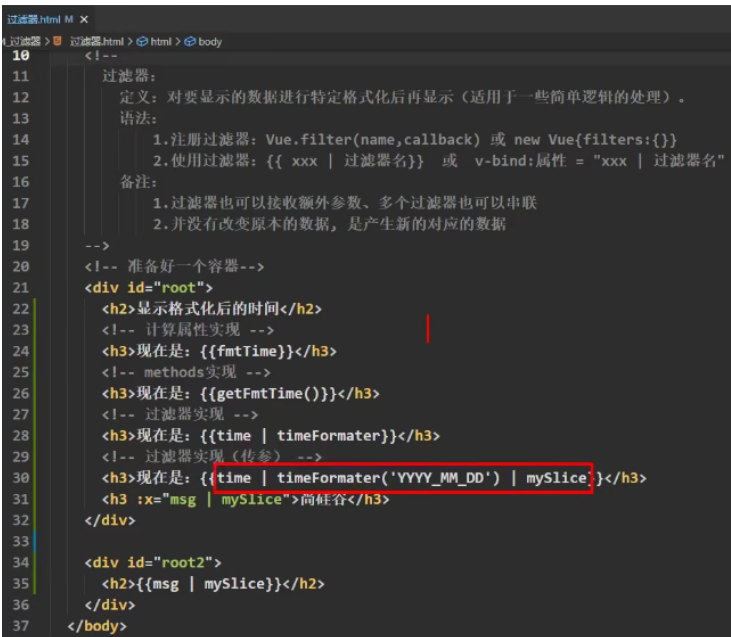 过滤器.html M ×
4_过滤器 > 过滤器.html > html > body
10 <!--
11 过滤器:
12 定义: 对要显示的数据进行特定格式化后再显示（适用于一些简单逻辑的处理）。
13 语法:
14 1.注册过滤器: Vue.filter(name,callback) 或 new Vue{filters:{}}
15 2.使用过滤器: {{ xxx | 过滤器名}} 或 v-bind:属性 = "xxx | 过滤器名"
16 备注:
17 1.过滤器也可以接收额外参数、多个过滤器也可以串联
18 2.并没有改变原本的数据, 是产生新的对应的数据
19 -->
20 <!-- 准备好一个容器-->
21 <div id="root">
22 <h2>显示格式化后的时间</h2>
23 <!-- 计算属性实现 -->
24 <h3>现在是: {{fmtTime}}</h3>
25 <!-- methods实现 -->
26 <h3>现在是: {{getFmtTime()}}</h3>
27 <!-- 过滤器实现 -->
28 <h3>现在是: {{time | timeFormater}}</h3>
29 <!-- 过滤器实现（传参） -->
30 <h3>现在是: {{time | timeFormater('YYYY_MM_DD') | mySlice}}</h3>
31 <h3 :x="msg | mySlice">尚硅谷</h3>
32 </div>
33
34 <div id="root2">
35 <h2>{{msg | mySlice}}</h2>
36 </div>
37 </body>